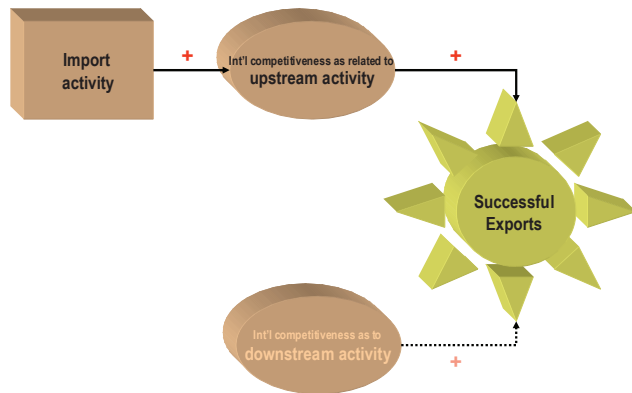 Import
activity
+
Int'l competitiveness as related to
upstream activity
+
Successful
Exports
Int'l competitiveness as to
downstream activity
+